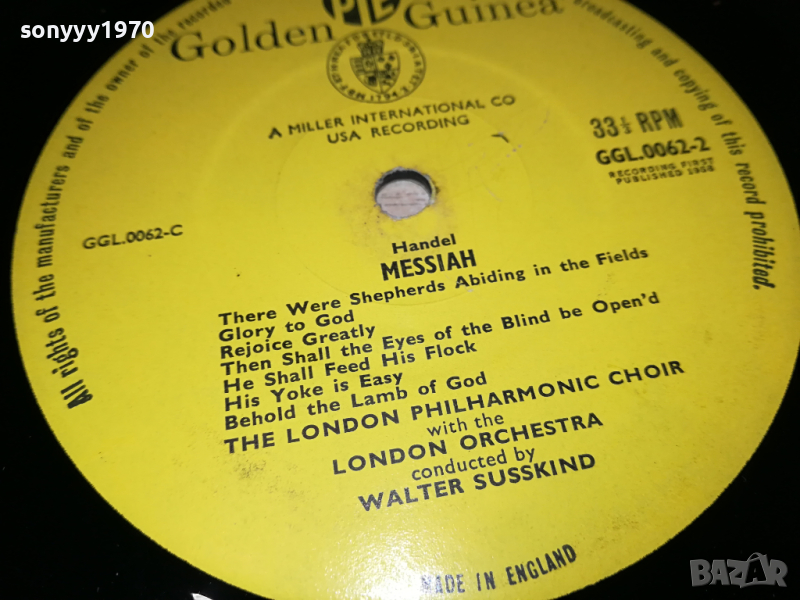 sonyyy1970
PYE
Golden Guinea
All rights of the manufacturers and of the owner of the recorded
Broadcasting and copying of this record prohibited.
A MILLER INTERNATIONAL CO
USA RECORDING
33⅓ RPM
GGL.0062-2
RECORDING FIRST
PUBLISHED 1958
GGL.0062-C
Handel
MESSIAH
There Were Shepherds Abiding in the Fields
Glory to God
Rejoice Greatly
Then Shall the Eyes of the Blind be Open'd
He Shall Feed His Flock
His Yoke is Easy
Behold the Lamb of God
THE LONDON PHILHARMONIC CHOIR
with the
LONDON ORCHESTRA
conducted by
WALTER SUSSKIND
MADE IN ENGLAND
BAZAR